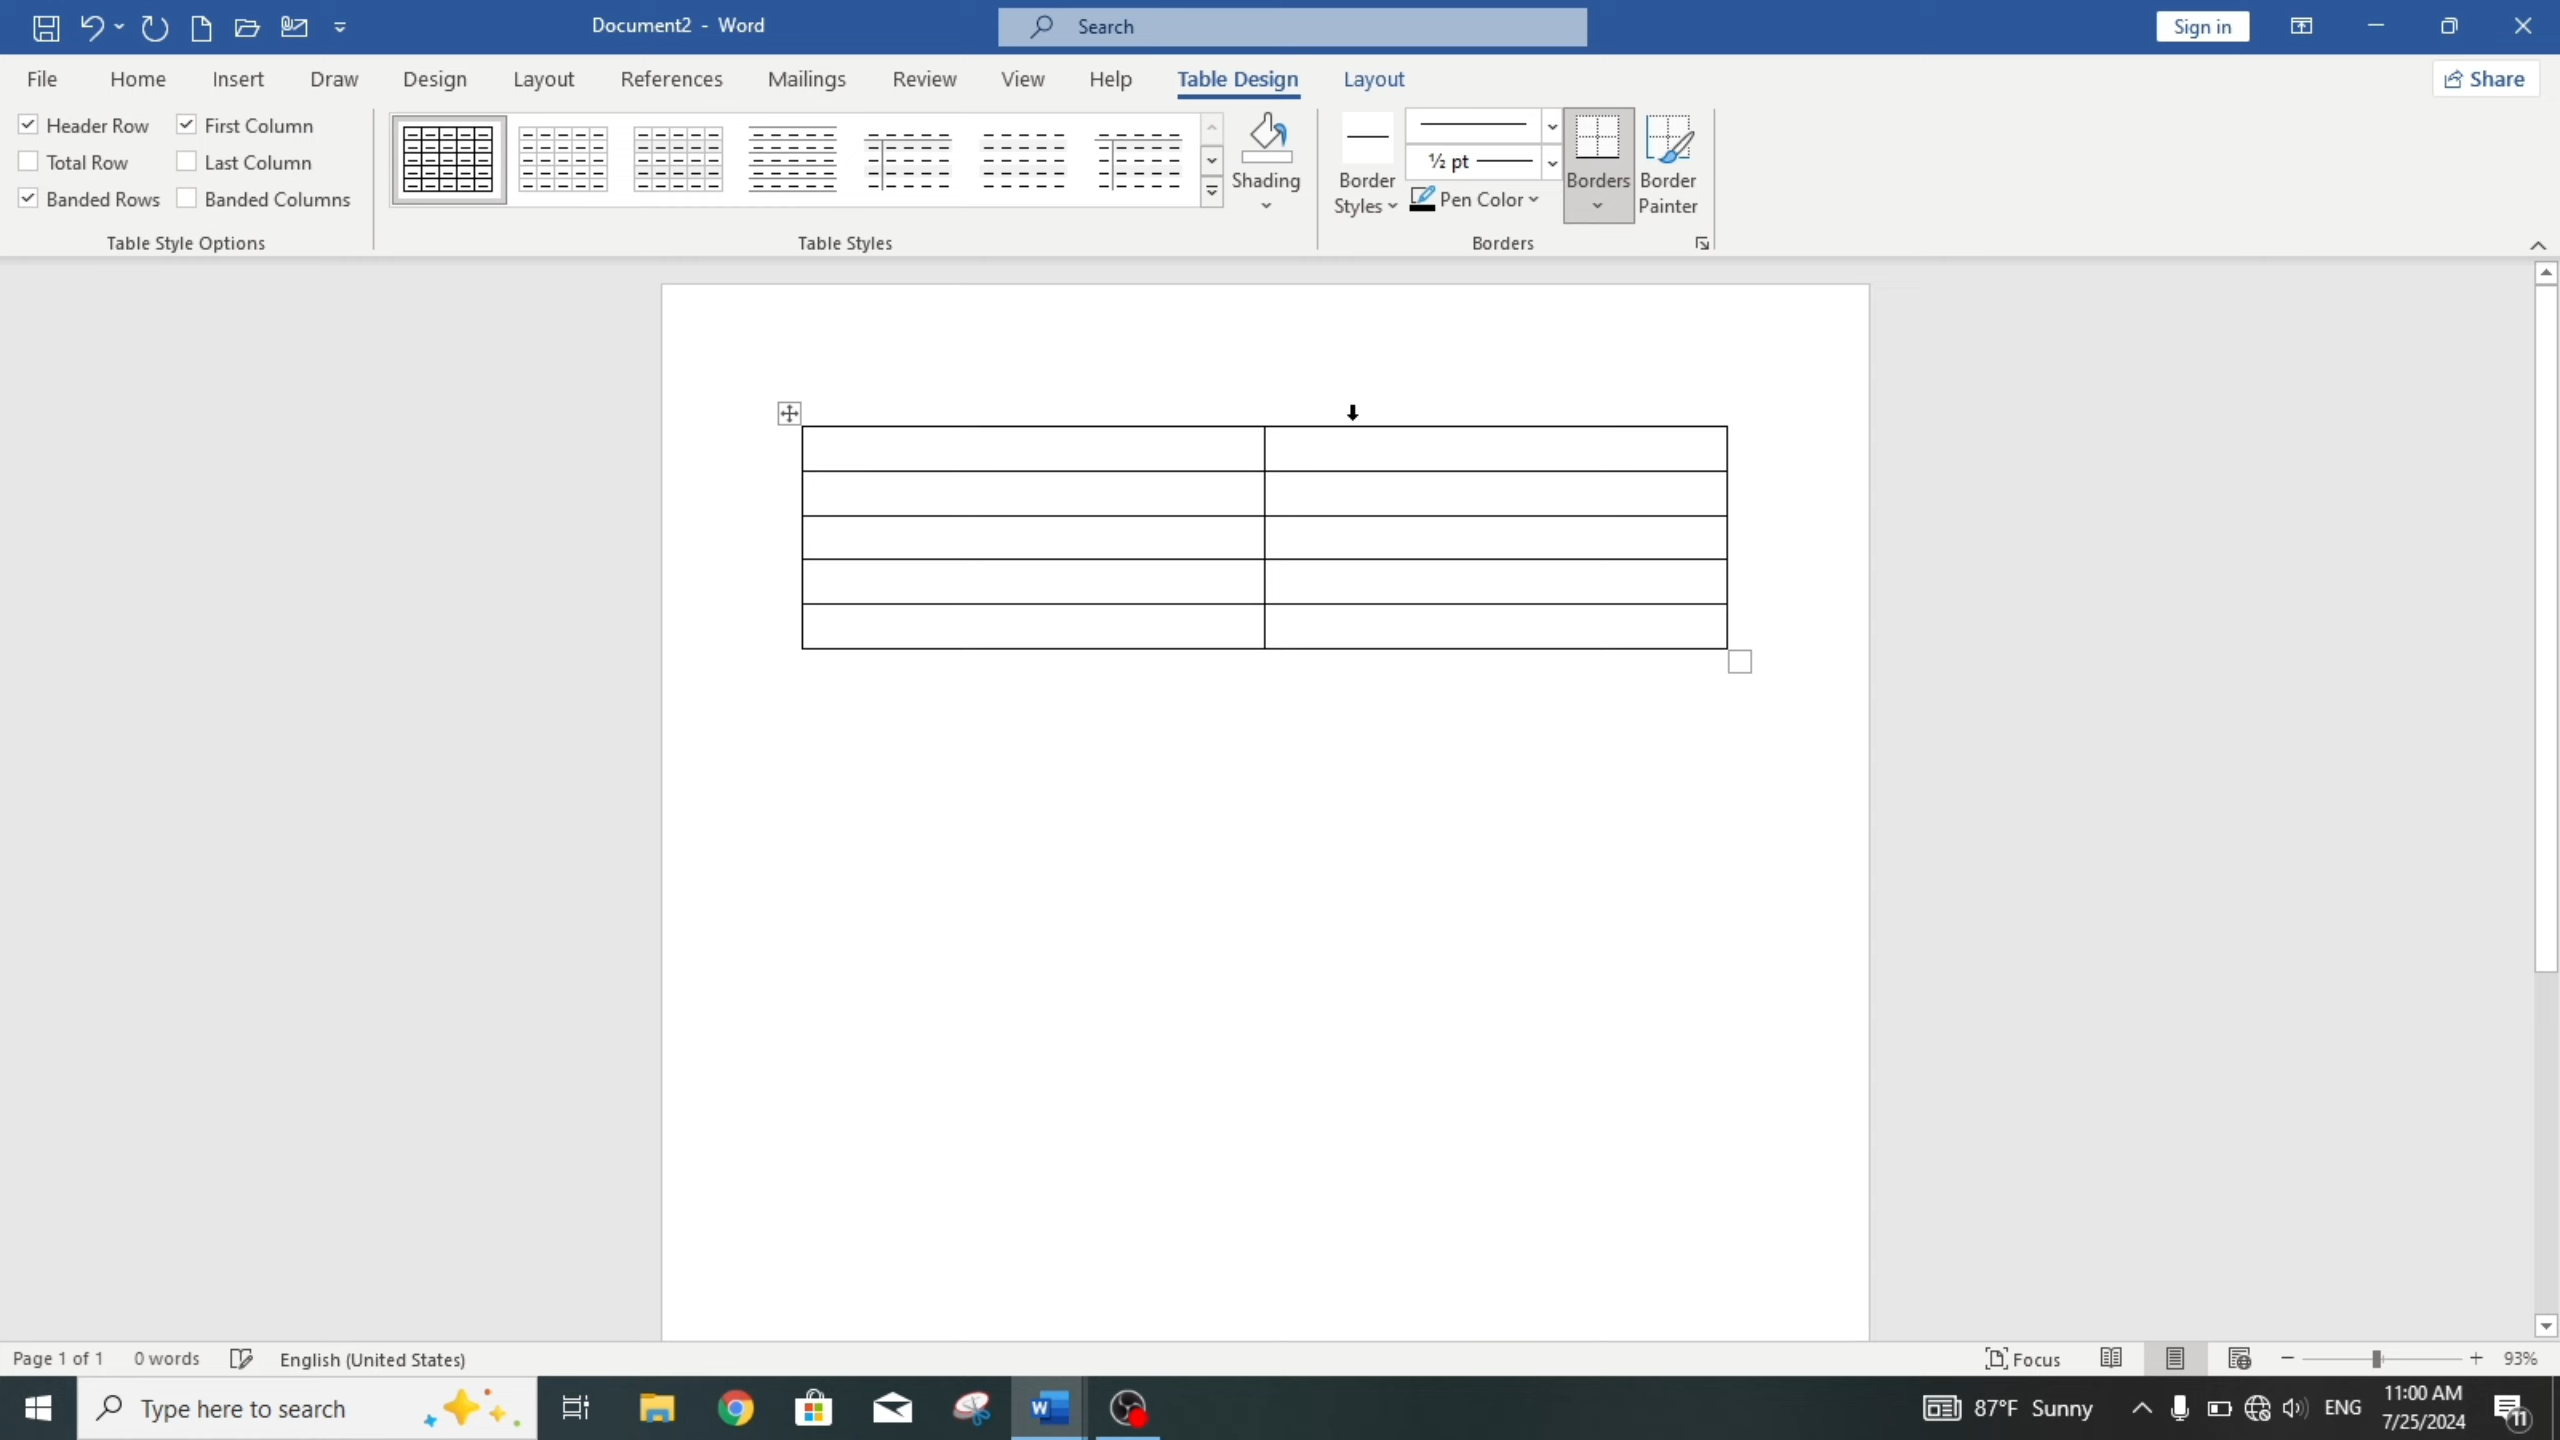 Document2 - Word
Search
Sign in
File Home Insert Draw Design Layout References Mailings Review View Help Table Design Layout
Share
Header Row First Column
Total Row Last Column
Banded Rows Banded Columns
Table Style Options
Table Styles
Shading
Border Styles
½ pt
Pen Color
Borders
Border Painter
Borders
Page 1 of 1 0 words English (United States)
Focus
93%
Type here to search
W
87°F Sunny
ENG
11:00 AM
7/25/2024
11